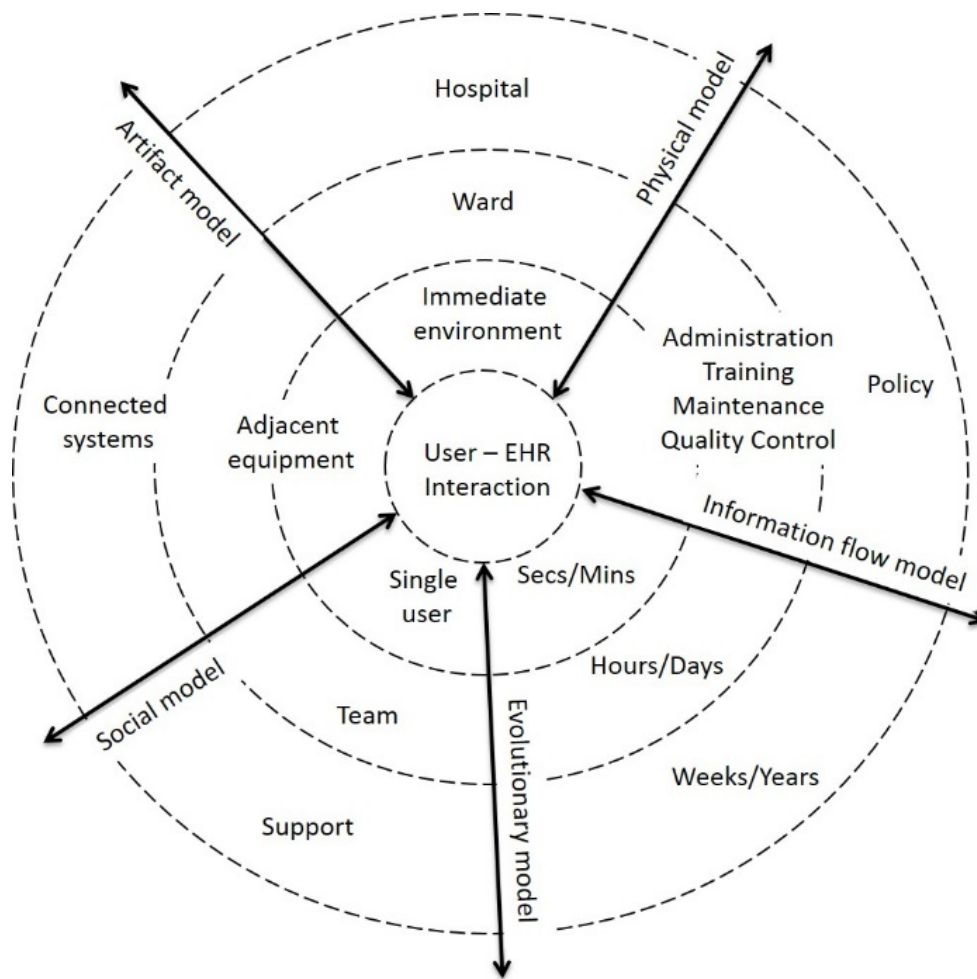 Hospital
Physical model
Artifact model
Ward
Immediate
environment
Administration
Training
Maintenance
Quality Control
Policy
Connected
systems
Adjacent
equipment
User – EHR
Interaction
Information flow model
Single
user
Secs/Mins
Hours/Days
Social model
Team
Evolutionary model
Weeks/Years
Support